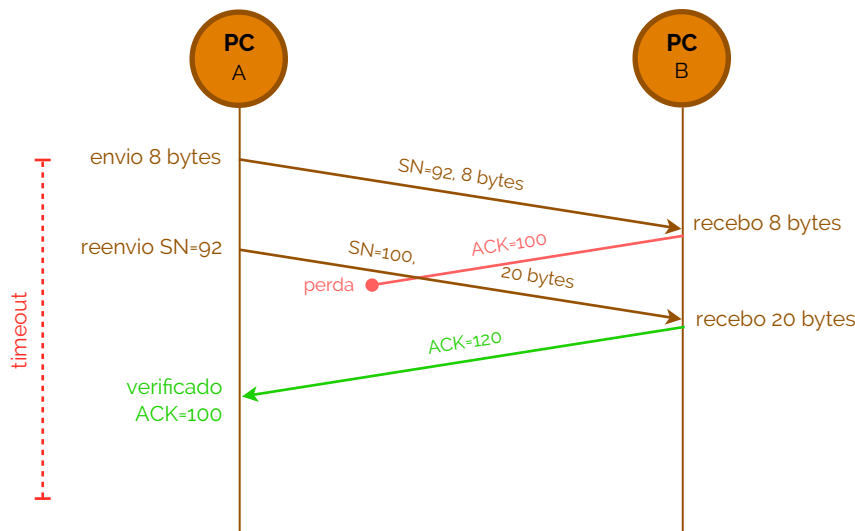 PC
A
PC
B
envio 8 bytes
SN=92, 8 bytes
recebo 8 bytes
reenvio SN=92
SN=100,
20 bytes
ACK=100
perda
recebo 20 bytes
timeout
ACK=120
verificado
ACK=100